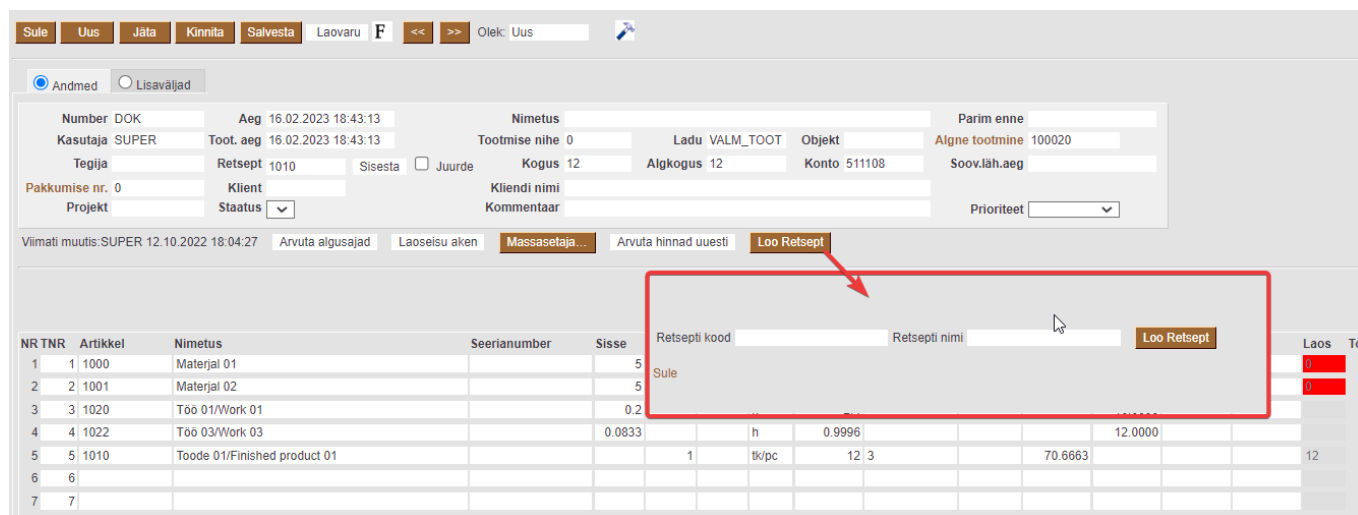 Sule Uus Jäta Kinnita Salvesta Laovaru F << >> Olek: Uus
Andmed Lisaväljad
Number DOK Aeg 16.02.2023 18:43:13 Nimetus Parim enne
Kasutaja SUPER Toot. aeg 16.02.2023 18:43:13 Tootmise nihe 0 Ladu VALM_TOOT Objekt Algne tootmine 100020
Tegija Retsept 1010 Sisesta Juurde Kogus 12 Algkogus 12 Konto 511108 Soov.läh.aeg
Pakkumise nr. 0 Klient Kliendi nimi
Projekt Staatus Kommentaar Prioriteet
Viimati muutis:SUPER 12.10.2022 18:04:27 Arvuta algusajad Laoseisu aken Massasetaja... Arvuta hinnad uuesti Loo Retsept
Retsepti kood Retsepti nimi Loo Retsept
Sule
NR TNR Artikkel Nimetus Seerianumber Sisse Laos
1 1 1000 Materjal 01 5 0
2 2 1001 Materjal 02 5 0
3 3 1020 Töö 01/Work 01 0.2
4 4 1022 Töö 03/Work 03 0.0833 h 0.9996 12.0000
5 5 1010 Toode 01/Finished product 01 1 tk/pc 12 3 70.6663 12
6 6
7 7